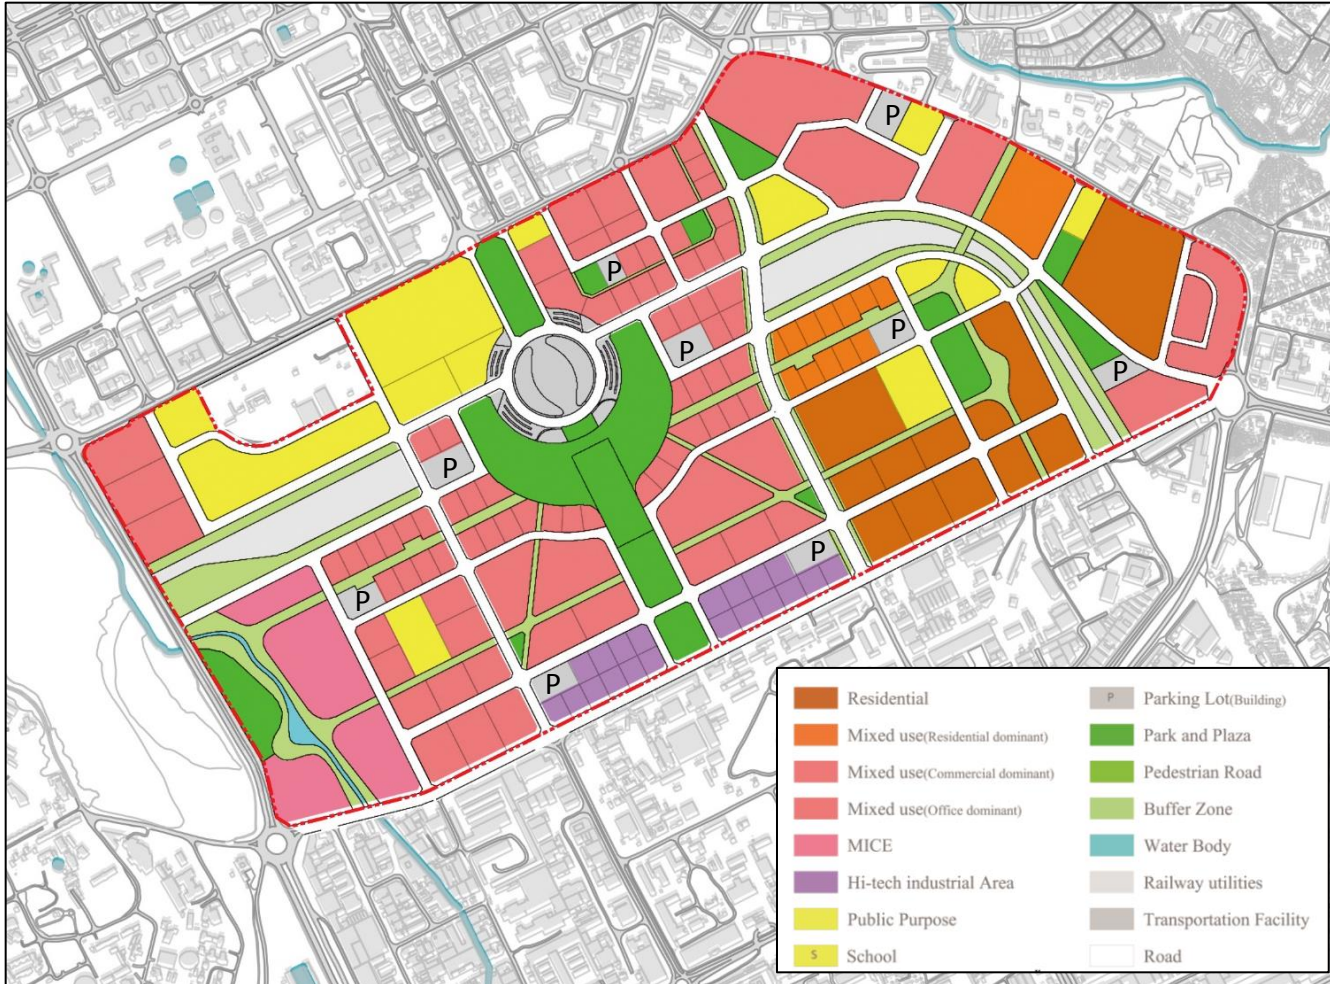 P
P
P
P
P
P
P
P
P
Residential
Mixed use(Residential dominant)
Mixed use(Commercial dominant)
Mixed use(Office dominant)
MICE
Hi-tech industrial Area
Public Purpose
S School
P Parking Lot(Building)
Park and Plaza
Pedestrian Road
Buffer Zone
Water Body
Railway utilities
Transportation Facility
Road